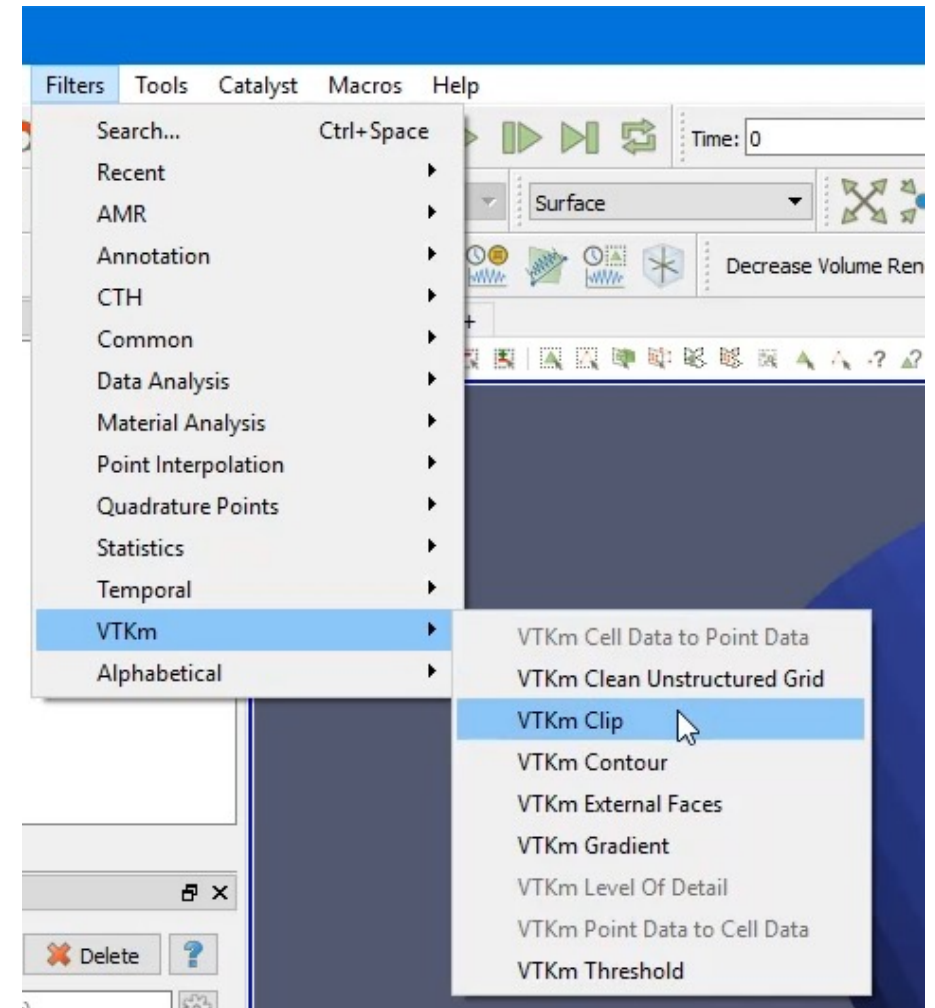 Filters Tools Catalyst Macros Help
Search... Ctrl+Space
Time: 0
Recent
Surface
AMR
Annotation
Decrease Volume Ren
CTH
Common
Data Analysis
Material Analysis
Point Interpolation
Quadrature Points
Statistics
Temporal
VTKm
Alphabetical
VTKm Cell Data to Point Data
VTKm Clean Unstructured Grid
VTKm Clip
VTKm Contour
VTKm External Faces
VTKm Gradient
VTKm Level Of Detail
VTKm Point Data to Cell Data
VTKm Threshold
Delete ?